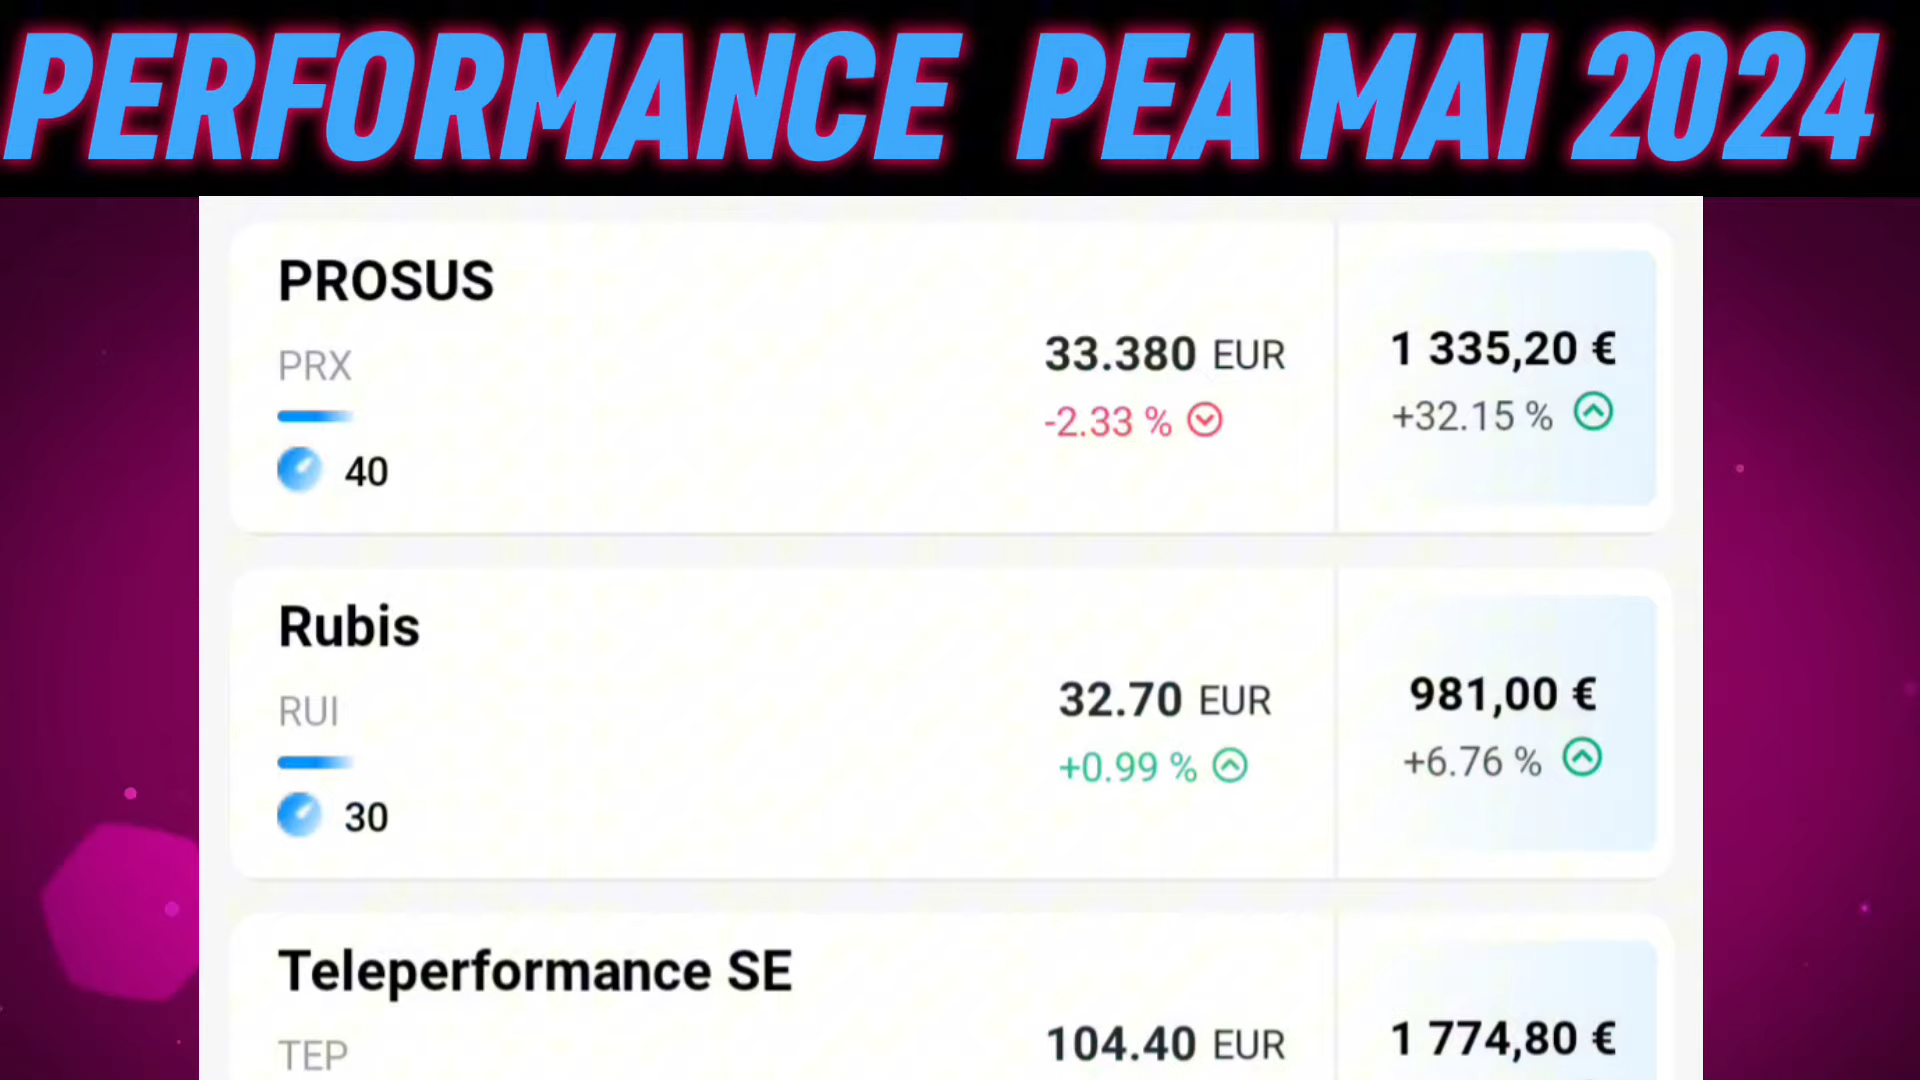 PERFORMANCE PEA MAI 2024
PROSUS
PRX
40
33.380 EUR
-2.33 %
1 335,20 €
+32.15 %
Rubis
RUI
30
32.70 EUR
+0.99 %
981,00 €
+6.76 %
Teleperformance SE
TEP
104.40 EUR
1 774,80 €